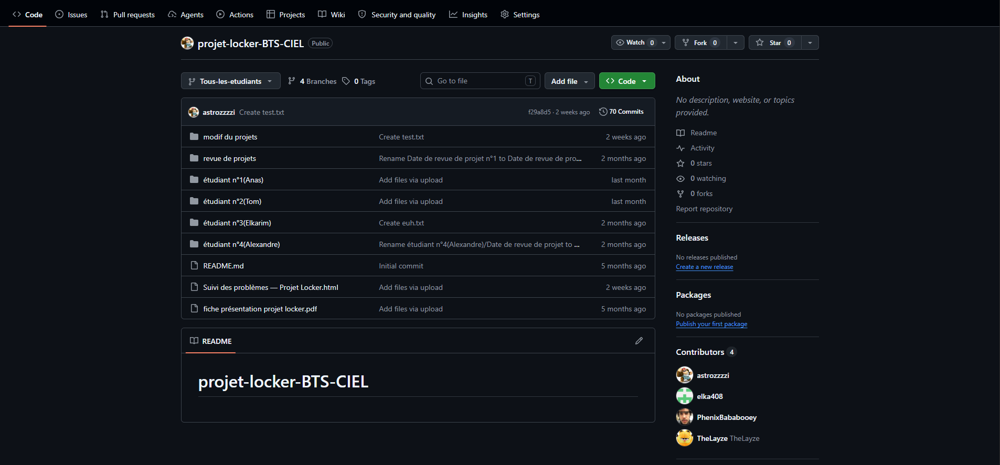 Code Issues Pull requests Agents Actions Projects Wiki Security and quality Insights Settings
projet-locker-BTS-CIEL Public
Watch 0 Fork 0 Star 0
Tous-les-etudiants 4 Branches 0 Tags Go to file T Add file Code
astrozzzzi Create test.txt f29a8d5 · 2 weeks ago 70 Commits
modif du projets Create test.txt 2 weeks ago
revue de projets Rename Date de revue de projet n°1 to Date de revue de pro... 2 months ago
étudiant n°1(Anas) Add files via upload last month
étudiant n°2(Tom) Add files via upload last month
étudiant n°3(Elkarim) Create euh.txt 2 months ago
étudiant n°4(Alexandre) Rename étudiant n°4(Alexandre)/Date de revue de projet to ... 2 months ago
README.md Initial commit 5 months ago
Suivi des problèmes — Projet Locker.html Add files via upload 2 weeks ago
fiche présentation projet locker.pdf Add files via upload 5 months ago
README
projet-locker-BTS-CIEL
About
No description, website, or topics
provided.
Readme
Activity
0 stars
0 watching
0 forks
Report repository
Releases
No releases published
Create a new release
Packages
No packages published
Publish your first package
Contributors 4
astrozzzzi
elka408
PhenixBababooey
TheLayze TheLayze